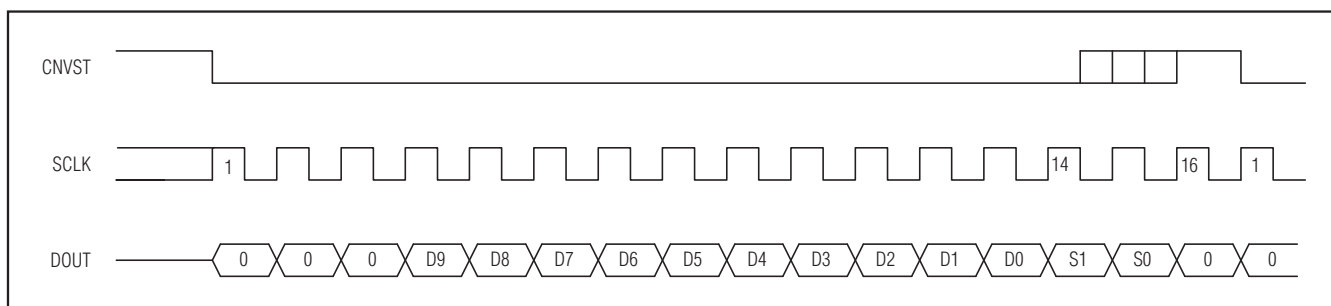 CNVST
SCLK 1 14 16 1
DOUT 0 0 0 D9 D8 D7 D6 D5 D4 D3 D2 D1 D0 S1 S0 0 0